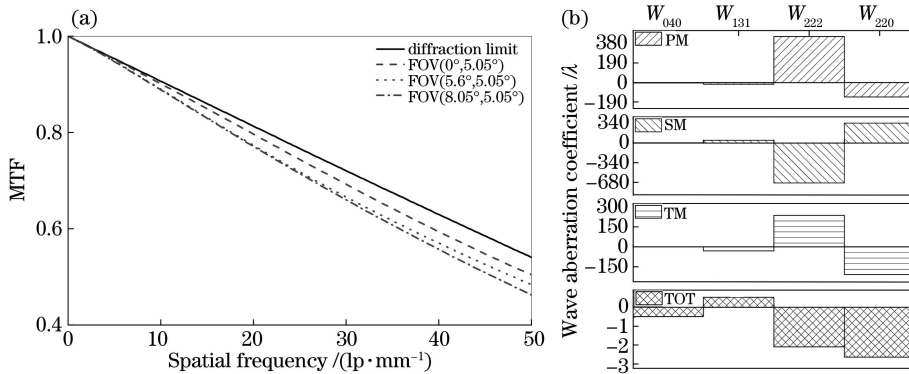 (a)
1.0
0.8
0.6
0.4
MTF
0
10
20
30
40
50
Spatial frequency /(lp·mm⁻¹)
diffraction limit
FOV(0°,5.05°)
FOV(5.6°,5.05°)
FOV(8.05°,5.05°)
(b)
W₀₄₀ W₁₃₁ W₂₂₂ W₂₂₀
Wave aberration coefficient /λ
380
190
0
−190
PM
340
0
−340
−680
SM
300
150
0
−150
TM
0
−1
−2
−3
TOT